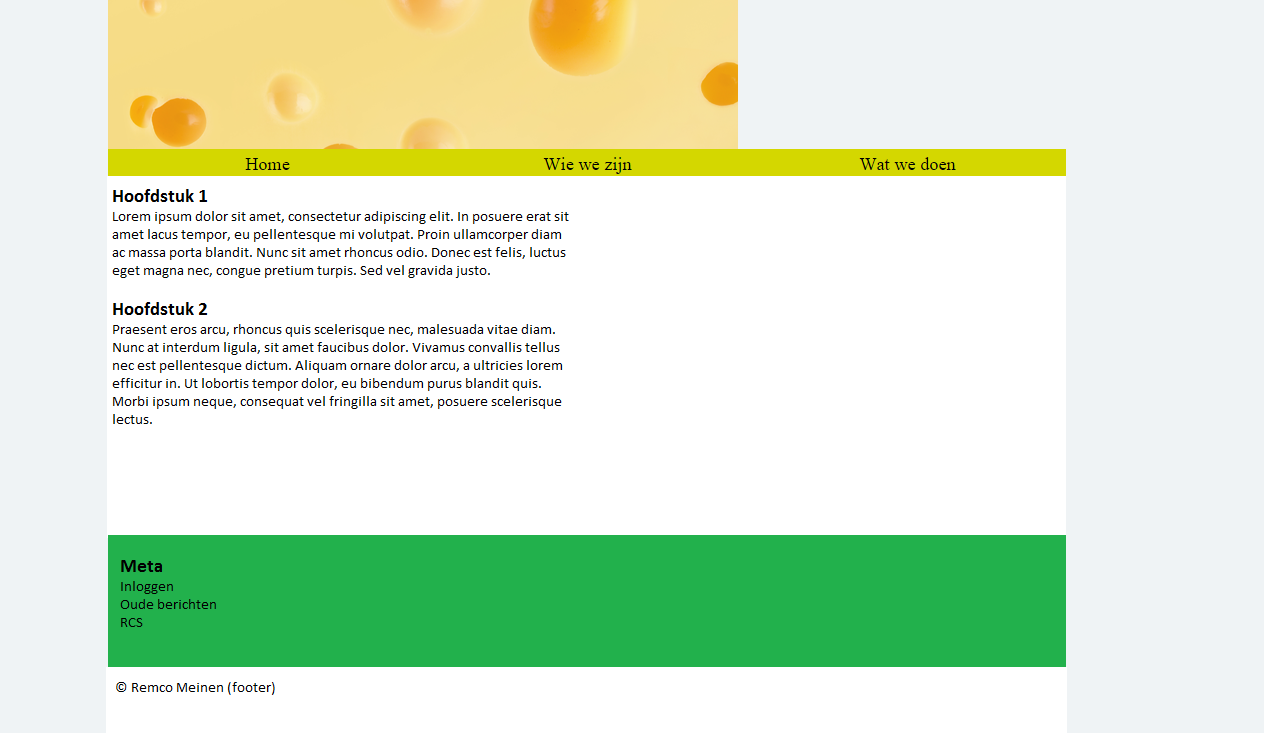 Home Wie we zijn Wat we doen
Hoofdstuk 1
Lorem ipsum dolor sit amet, consectetur adipiscing elit. In posuere erat sit
amet lacus tempor, eu pellentesque mi volutpat. Proin ullamcorper diam
ac massa porta blandit. Nunc sit amet rhoncus odio. Donec est felis, luctus
eget magna nec, congue pretium turpis. Sed vel gravida justo.
Hoofdstuk 2
Praesent eros arcu, rhoncus quis scelerisque nec, malesuada vitae diam.
Nunc at interdum ligula, sit amet faucibus dolor. Vivamus convallis tellus
nec est pellentesque dictum. Aliquam ornare dolor arcu, a ultricies lorem
efficitur in. Ut lobortis tempor dolor, eu bibendum purus blandit quis.
Morbi ipsum neque, consequat vel fringilla sit amet, posuere scelerisque
lectus.
Meta
Inloggen
Oude berichten
RCS
© Remco Meinen (footer)